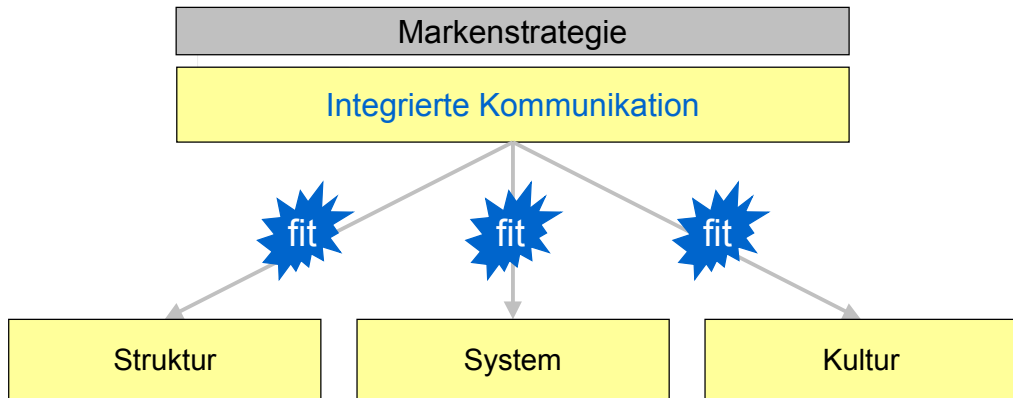 Markenstrategie
Integrierte Kommunikation
fit fit fit
Struktur System Kultur